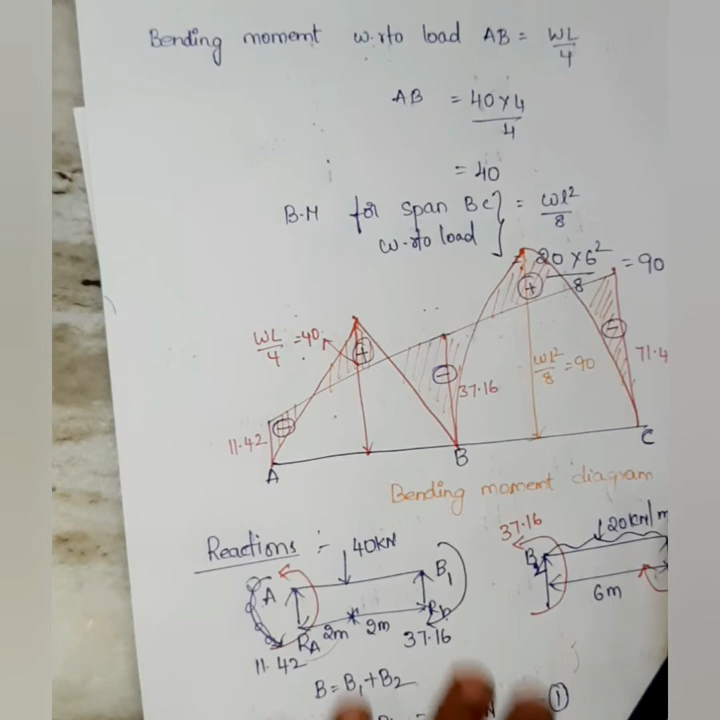 Bending moment w.r.to load AB = WL/4
AB = 40×4/4
= 40
B.M for span BC } = wl²/8
w.r.to load
20×6²/8 = 90
WL/4 = 40
+
+
−
−
wl²/8 = 90
37.16
71.4
11.42
A
B
C
Bending moment diagram
Reactions :-
40KN
37.16
20KN/m
A
B₁
B₂
RA
2m
2m
Rb
6m
11.42
37.16
B = B₁+B₂
①